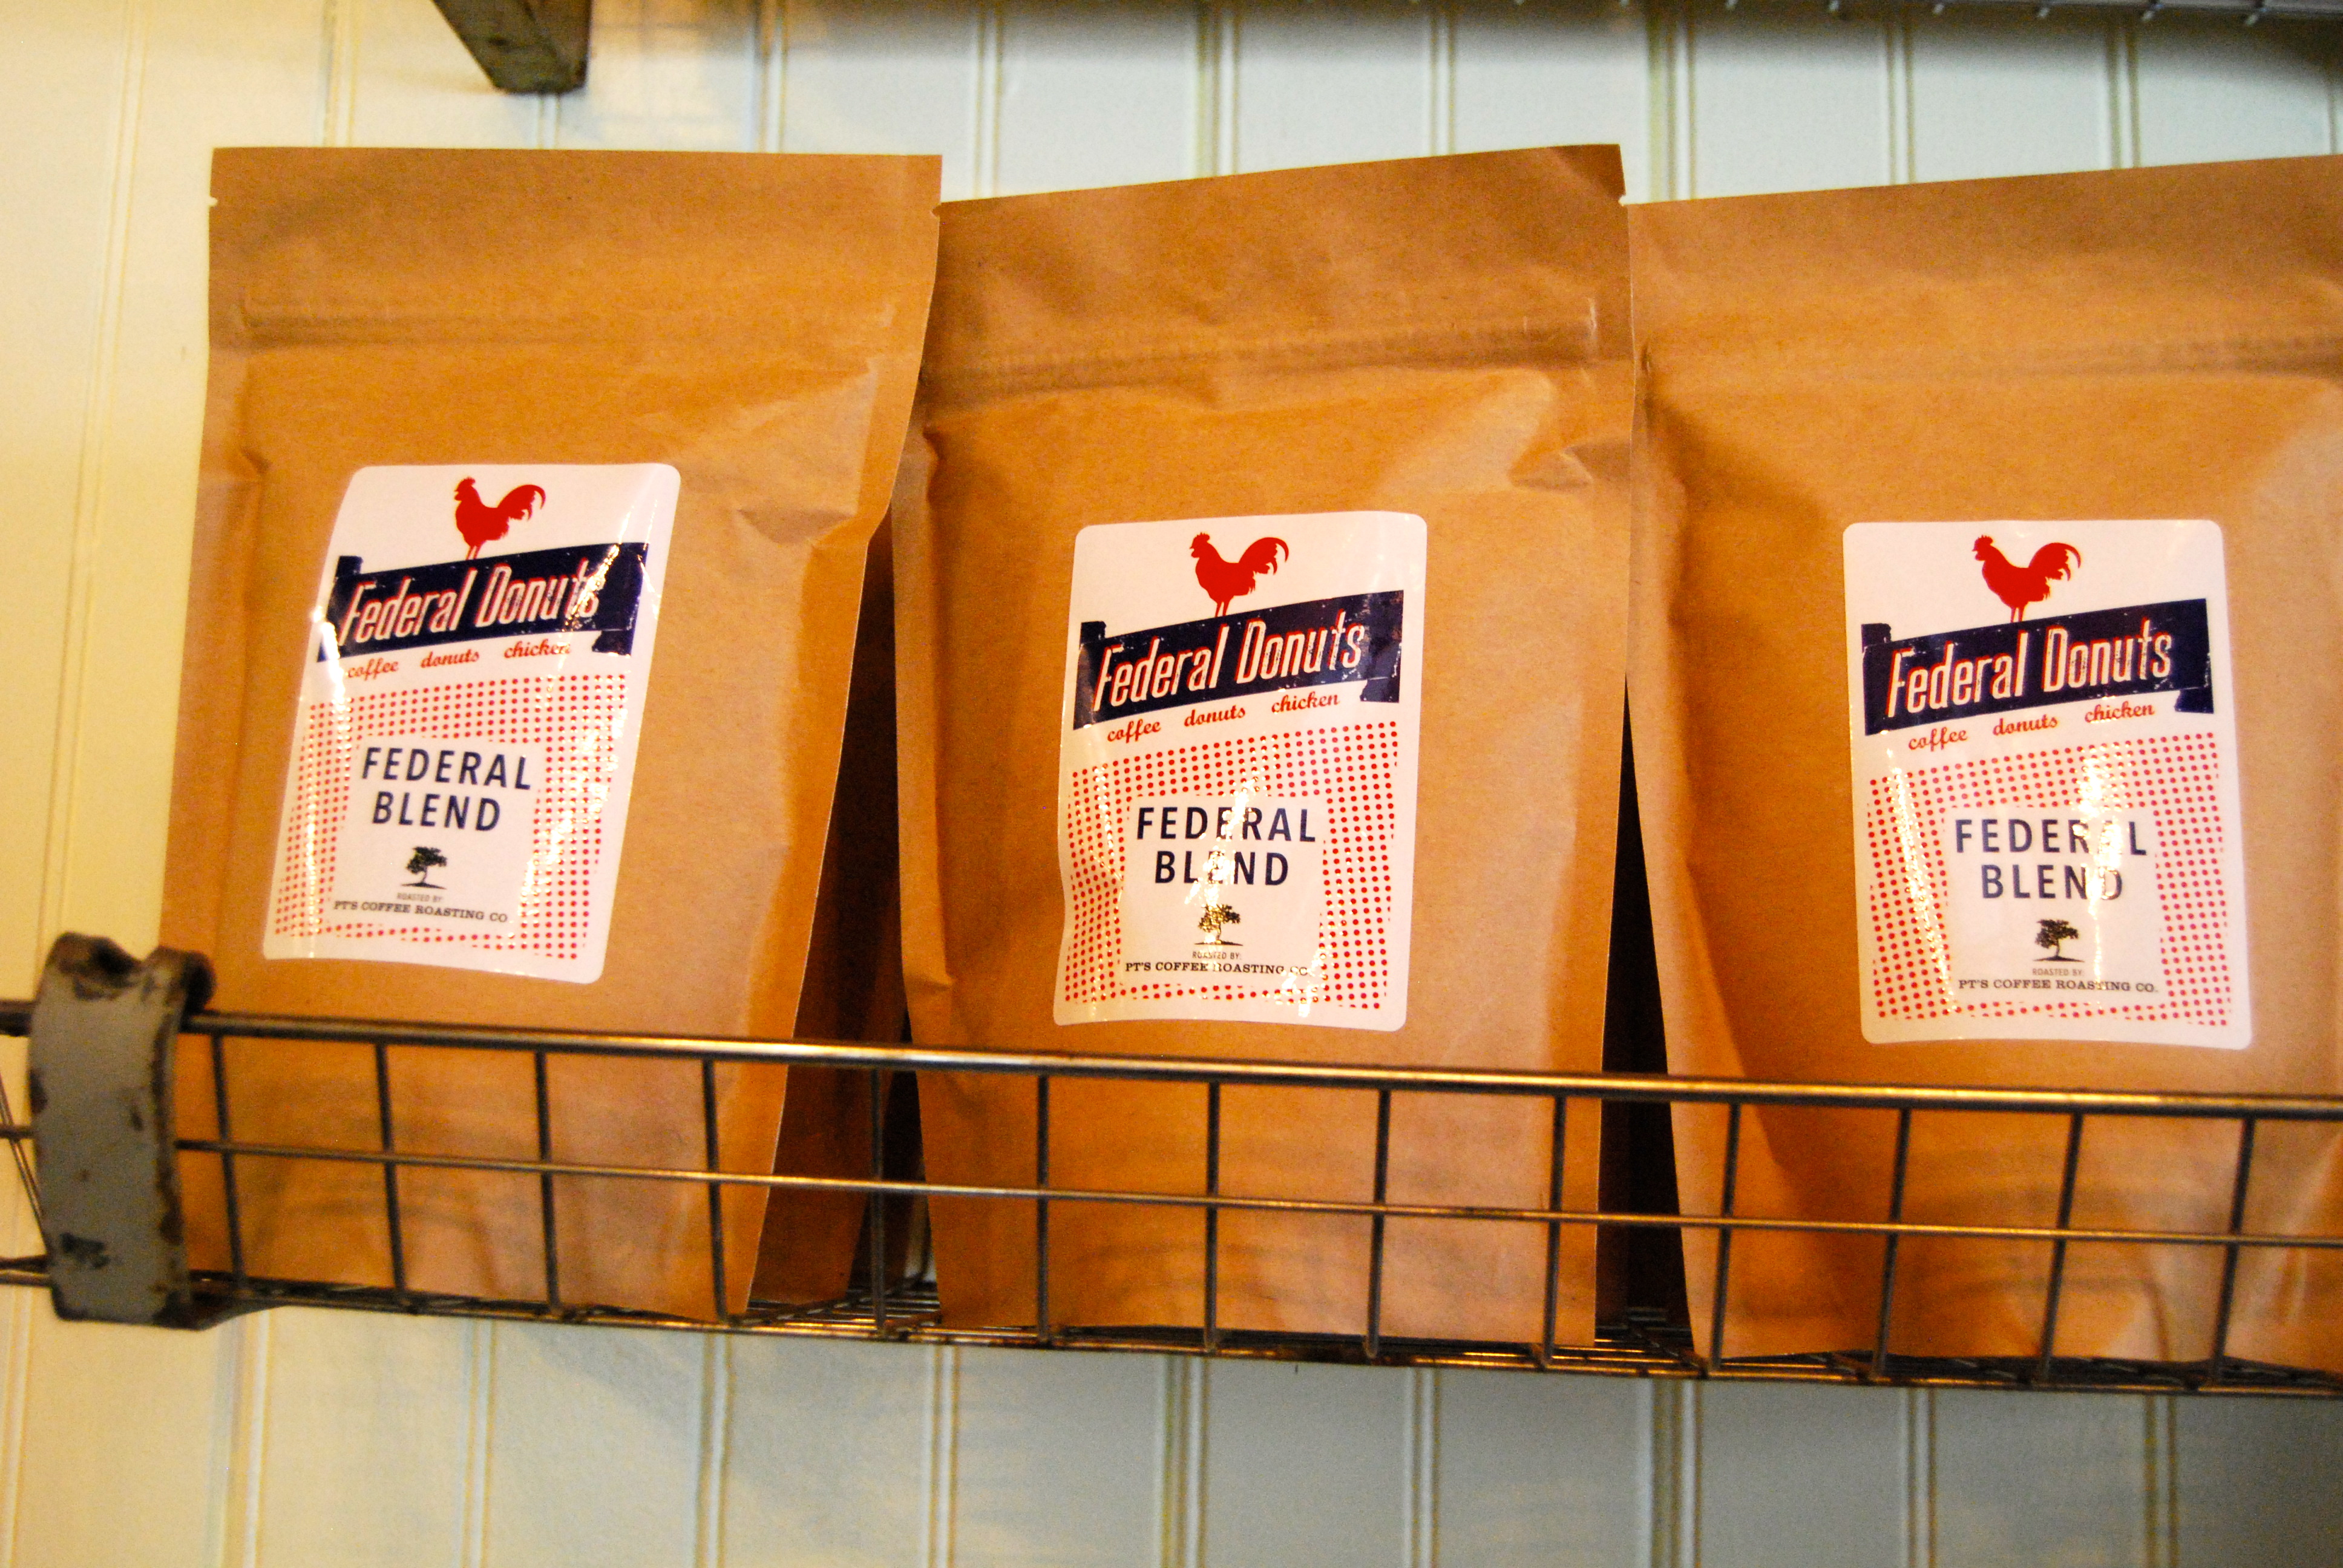 Federal Donuts
coffee donuts chicken
FEDERAL
BLEND
ROASTED BY:
PT'S COFFEE ROASTING CO
Federal Donuts
coffee donuts chicken
FEDERAL
BLEND
ROASTED BY:
PT'S COFFEE ROASTING CO.
Federal Donuts
coffee donuts chicken
FEDERAL
BLEND
ROASTED BY:
PT'S COFFEE ROASTING CO.